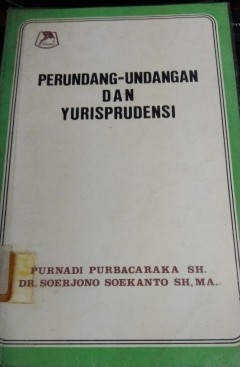 PERUNDANG-UNDANGAN
DAN
YURISPRUDENSI
PURNADI PURBACARAKA SH.
DR. SOERJONO SOEKANTO SH, MA.